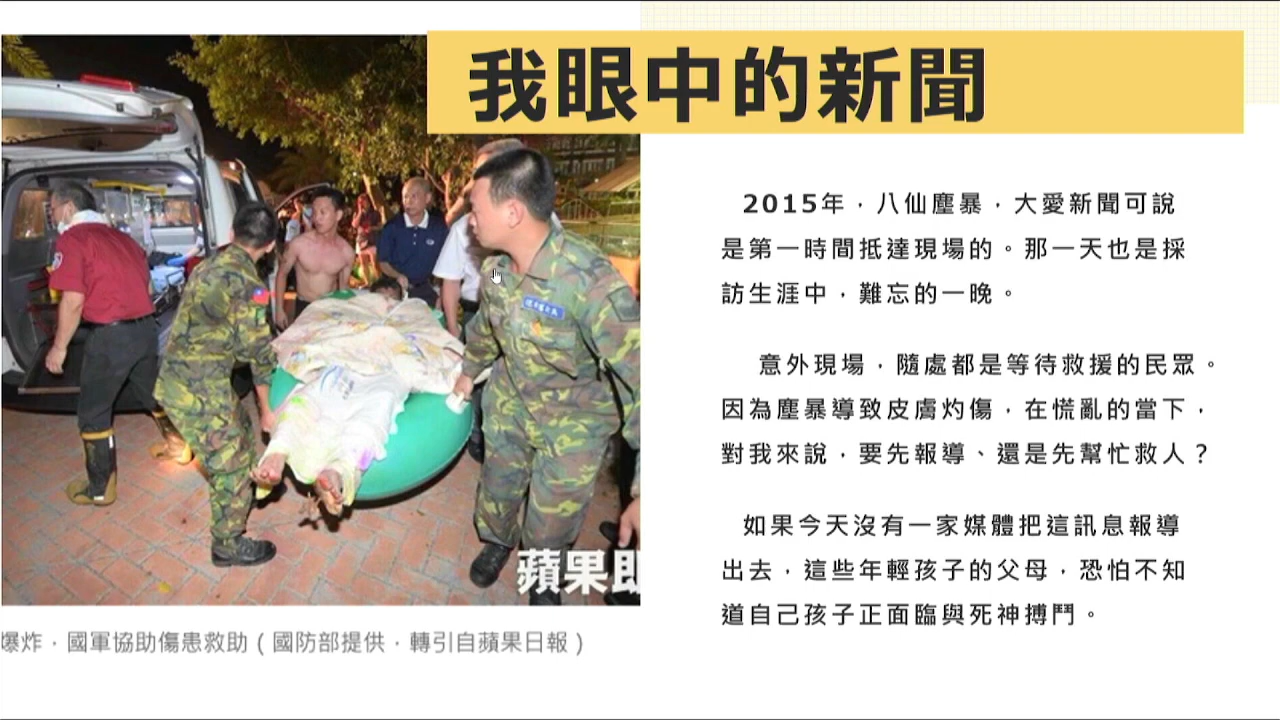 我眼中的新聞
2015年，八仙塵暴，大愛新聞可說
是第一時間抵達現場的。那一天也是採
訪生涯中，難忘的一晚。
意外現場，隨處都是等待救援的民眾。
因為塵暴導致皮膚灼傷，在慌亂的當下，
對我來說，要先報導、還是先幫忙救人？
如果今天沒有一家媒體把這訊息報導
出去，這些年輕孩子的父母，恐怕不知
道自己孩子正面臨與死神搏鬥。
蘋果即
爆炸，國軍協助傷患救助（國防部提供，轉引自蘋果日報）